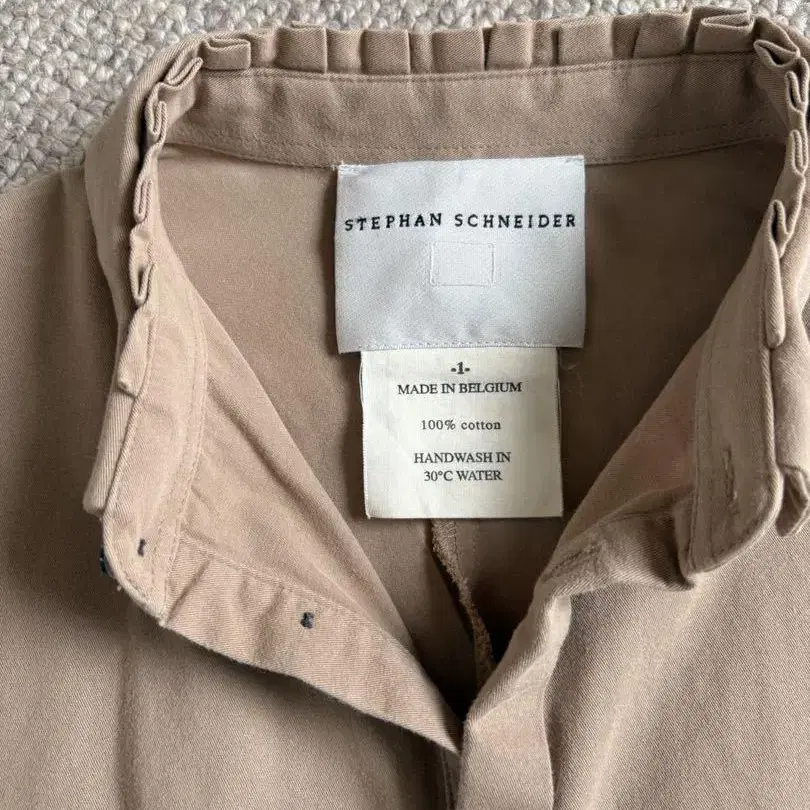 STEPHAN SCHNEIDER
-1-
MADE IN BELGIUM
100% cotton
HANDWASH IN
30°C WATER